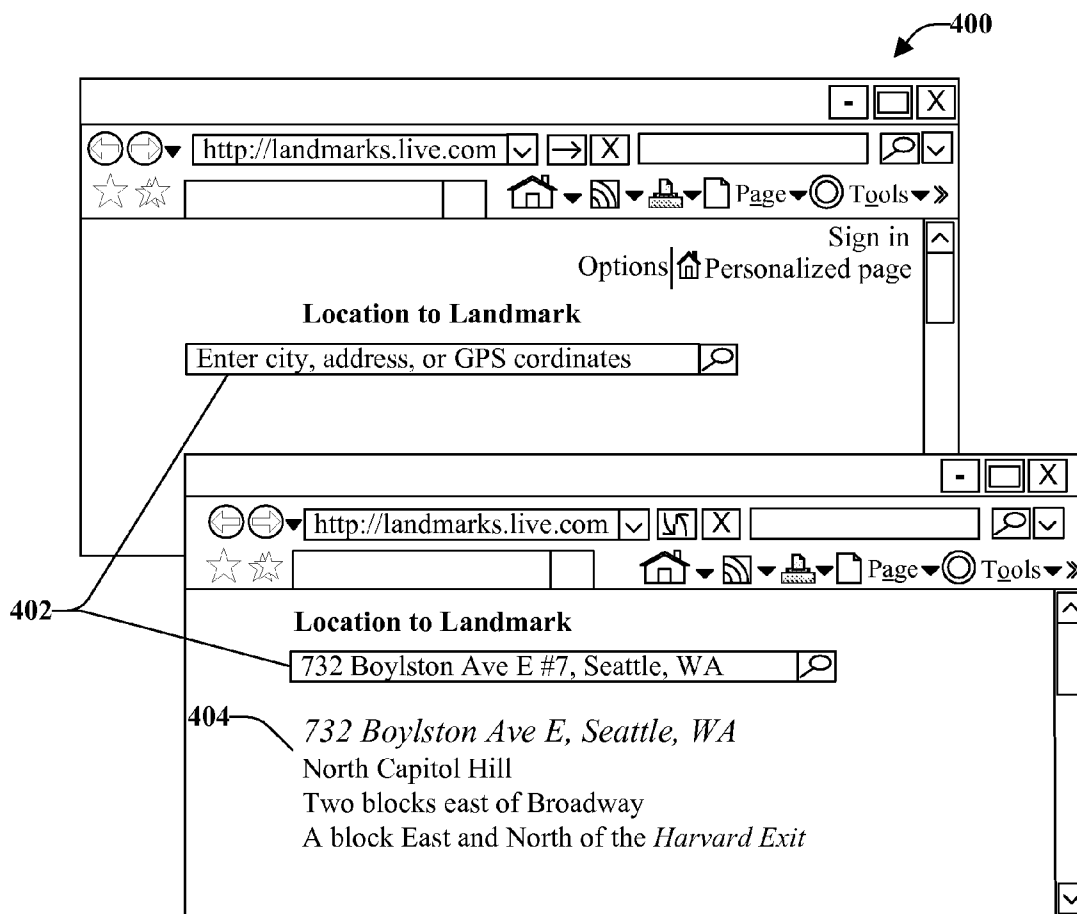 400
- X
http://landmarks.live.com X
Page Tools »
Sign in
Options Personalized page
Location to Landmark
Enter city, address, or GPS cordinates
- X
http://landmarks.live.com X
Page Tools »
402
Location to Landmark
732 Boylston Ave E #7, Seattle, WA
404
732 Boylston Ave E, Seattle, WA
North Capitol Hill
Two blocks east of Broadway
A block East and North of the Harvard Exit